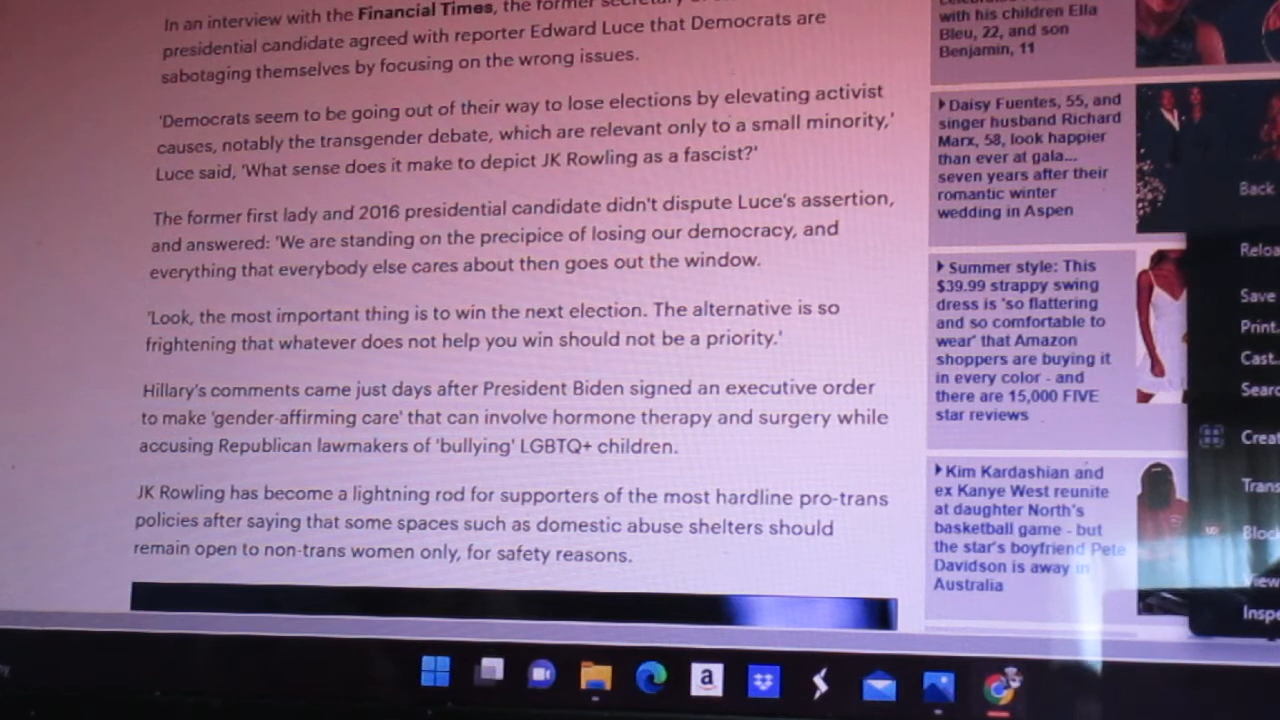 In an interview with the Financial Times, the former
presidential candidate agreed with reporter Edward Luce that Democrats are
sabotaging themselves by focusing on the wrong issues.
'Democrats seem to be going out of their way to lose elections by elevating activist
causes, notably the transgender debate, which are relevant only to a small minority,'
Luce said, 'What sense does it make to depict JK Rowling as a fascist?'
The former first lady and 2016 presidential candidate didn't dispute Luce's assertion,
and answered: 'We are standing on the precipice of losing our democracy, and
everything that everybody else cares about then goes out the window.
'Look, the most important thing is to win the next election. The alternative is so
frightening that whatever does not help you win should not be a priority.'
Hillary's comments came just days after President Biden signed an executive order
to make 'gender-affirming care' that can involve hormone therapy and surgery while
accusing Republican lawmakers of 'bullying' LGBTQ+ children.
JK Rowling has become a lightning rod for supporters of the most hardline pro-trans
policies after saying that some spaces such as domestic abuse shelters should
remain open to non-trans women only, for safety reasons.
with his children Ella
Bleu, 22, and son
Benjamin, 11
Daisy Fuentes, 55, and
singer husband Richard
Marx, 58, look happier
than ever at gala...
seven years after their
romantic winter
wedding in Aspen
Summer style: This
$39.99 strappy swing
dress is 'so flattering
and so comfortable to
wear' that Amazon
shoppers are buying it
in every color - and
there are 15,000 FIVE
star reviews
Kim Kardashian and
ex Kanye West reunite
at daughter North's
basketball game - but
the star's boyfriend Pete
Davidson is away in
Australia
Back
Reloa
Save
Print.
Cast..
Searc
Creat
Trans
Block
View
Inspe
a